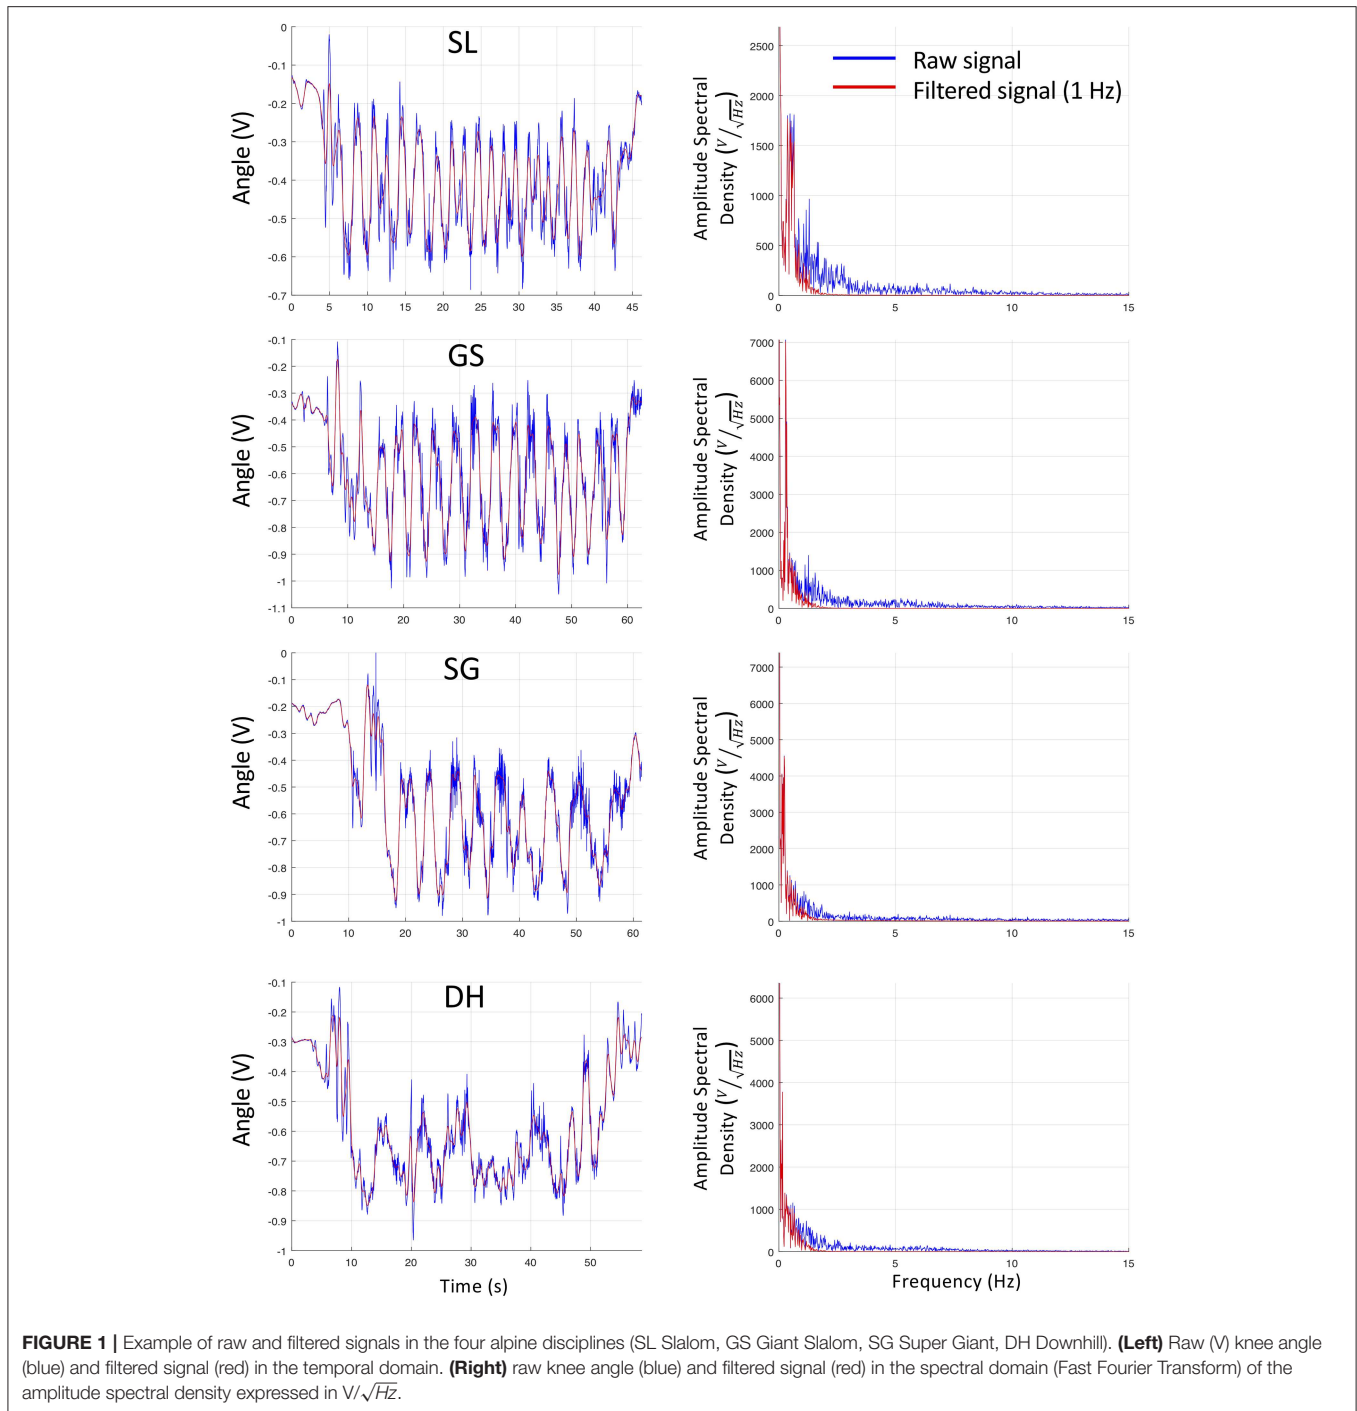 SL
Angle (V)
0
-0.1
-0.2
-0.3
-0.4
-0.5
-0.6
-0.7
0 5 10 15 20 25 30 35 40 45
Raw signal
Filtered signal (1 Hz)
Amplitude Spectral
Density (V/√Hz)
2500
2000
1500
1000
500
0
0 5 10 15
GS
Angle (V)
-0.1
-0.2
-0.3
-0.4
-0.5
-0.6
-0.7
-0.8
-0.9
-1
-1.1
0 10 20 30 40 50 60
Amplitude Spectral
Density (V/√Hz)
7000
6000
5000
4000
3000
2000
1000
0
0 5 10 15
SG
Angle (V)
0
-0.1
-0.2
-0.3
-0.4
-0.5
-0.6
-0.7
-0.8
-0.9
-1
0 10 20 30 40 50 60
Amplitude Spectral
Density (V/√Hz)
7000
6000
5000
4000
3000
2000
1000
0
0 5 10 15
DH
Angle (V)
-0.1
-0.2
-0.3
-0.4
-0.5
-0.6
-0.7
-0.8
-0.9
-1
0 10 20 30 40 50
Time (s)
Amplitude Spectral
Density (V/√Hz)
6000
5000
4000
3000
2000
1000
0
0 5 10 15
Frequency (Hz)
FIGURE 1 | Example of raw and filtered signals in the four alpine disciplines (SL Slalom, GS Giant Slalom, SG Super Giant, DH Downhill). (Left) Raw (V) knee angle
(blue) and filtered signal (red) in the temporal domain. (Right) raw knee angle (blue) and filtered signal (red) in the spectral domain (Fast Fourier Transform) of the
amplitude spectral density expressed in V/√Hz.